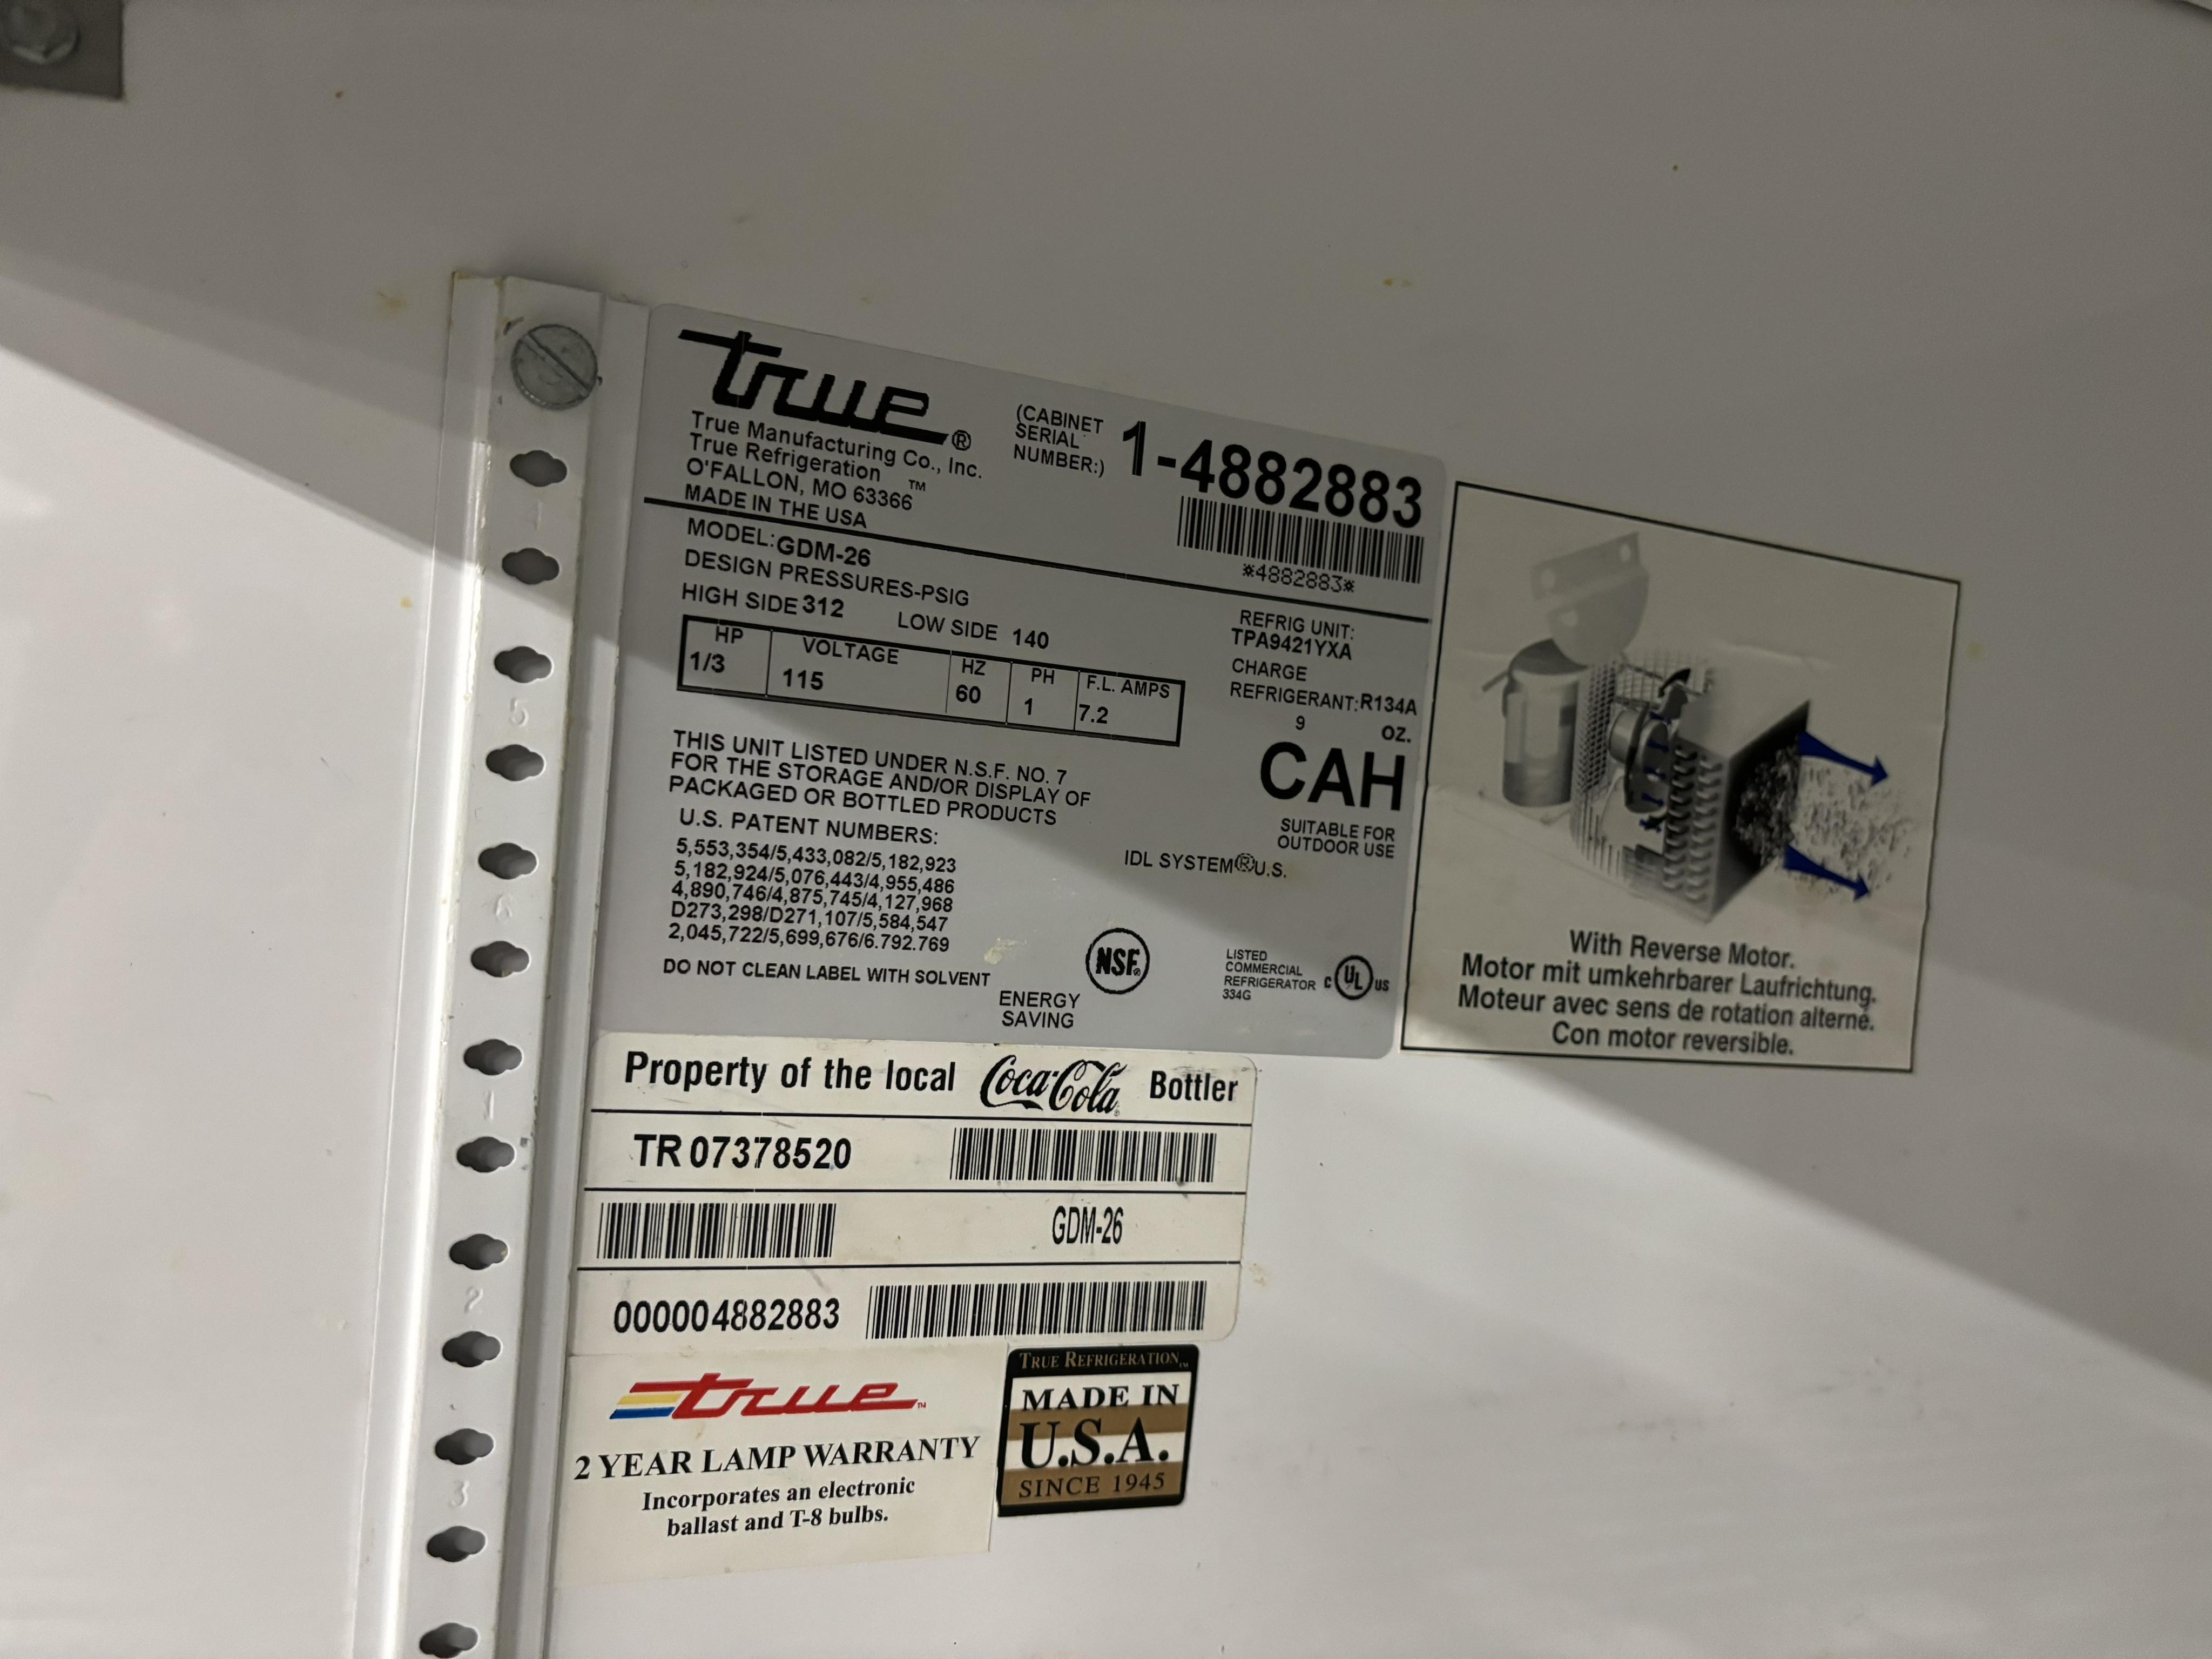 true®
True Manufacturing Co., Inc.
True Refrigeration ™
O'FALLON, MO 63366
MADE IN THE USA
(CABINET
SERIAL
NUMBER:)
1-4882883
*4882883*
MODEL:GDM-26
DESIGN PRESSURES-PSIG
HIGH SIDE 312 LOW SIDE 140
HP VOLTAGE HZ PH F.L. AMPS
1/3 115 60 1 7.2
REFRIG UNIT:
TPA9421YXA
CHARGE
REFRIGERANT:R134A
9 OZ.
CAH
SUITABLE FOR
OUTDOOR USE
THIS UNIT LISTED UNDER N.S.F. NO. 7
FOR THE STORAGE AND/OR DISPLAY OF
PACKAGED OR BOTTLED PRODUCTS
U.S. PATENT NUMBERS:
5,553,354/5,433,082/5,182,923
5,182,924/5,076,443/4,955,486
4,890,746/4,875,745/4,127,968
D273,298/D271,107/5,584,547
2,045,722/5,699,676/6.792.769
IDL SYSTEM®U.S.
DO NOT CLEAN LABEL WITH SOLVENT
ENERGY
SAVING
NSF®
LISTED
COMMERCIAL
REFRIGERATOR
334G
C UL US
With Reverse Motor.
Motor mit umkehrbarer Laufrichtung.
Moteur avec sens de rotation alterné.
Con motor reversible.
Property of the local Coca-Cola® Bottler
TR 07378520
GDM-26
000004882883
true™
2 YEAR LAMP WARRANTY
Incorporates an electronic
ballast and T-8 bulbs.
TRUE REFRIGERATION™
MADE IN
U.S.A.
SINCE 1945
5
1
2
3